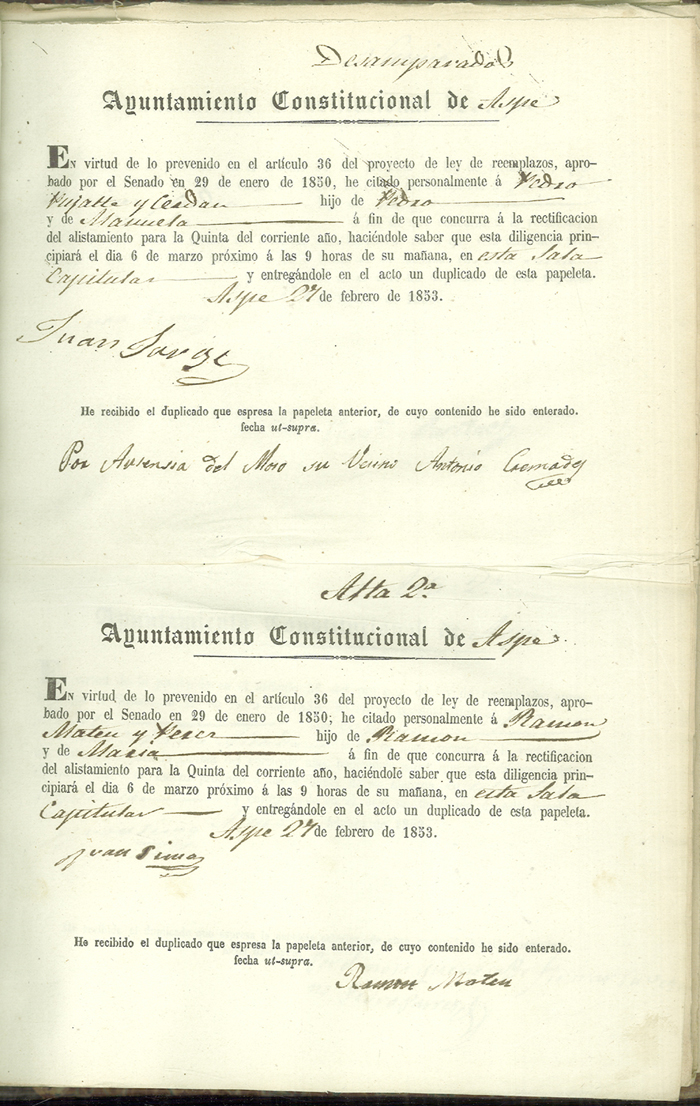 Desamparados
Ayuntamiento Constitucional de Aspe
En virtud de lo prevenido en el artículo 36 del proyecto de ley de reemplazos, apro-
bado por el Senado en 29 de enero de 1850, he citado personalmente á Pedro
Pujalte y Cerdan hijo de Pedro
y de Manuela á fin de que concurra á la rectificacion
del alistamiento para la Quinta del corriente año, haciéndole saber que esta diligencia prin-
cipiará el dia 6 de marzo próximo á las 9 horas de su mañana, en esta Sala
Capitular y entregándole en el acto un duplicado de esta papeleta.
Aspe 27 de febrero de 1853.
Juan
He recibido el duplicado que espresa la papeleta anterior, de cuyo contenido he sido enterado.
fecha ut-supra.
Por Ausensia del Moso su Vecino Antonio Cremades
Alta 2a
Ayuntamiento Constitucional de Aspe
En virtud de lo prevenido en el artículo 36 del proyecto de ley de reemplazos, apro-
bado por el Senado en 29 de enero de 1850; he citado personalmente á Ramon
Mateu y Perez hijo de Ramon
y de Maria á fin de que concurra á la rectificacion
del alistamiento para la Quinta del corriente año, haciéndole saber que esta diligencia prin-
cipiará el dia 6 de marzo próximo á las 9 horas de su mañana, en esta Sala
Capitular y entregándole en el acto un duplicado de esta papeleta.
Aspe 27 de febrero de 1853.
Juan
He recibido el duplicado que espresa la papeleta anterior, de cuyo contenido he sido enterado.
fecha ut-supra.
Ramon Mateu